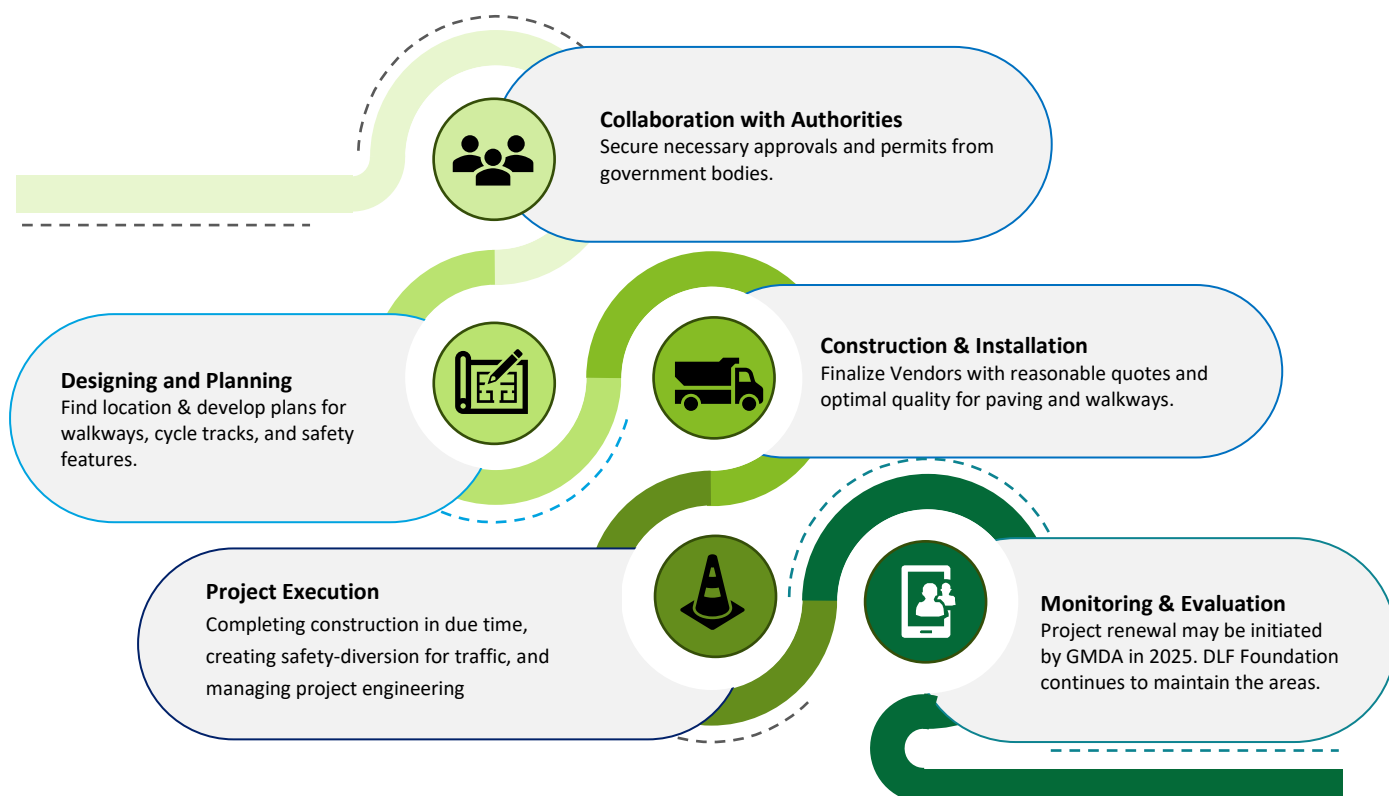 Collaboration with Authorities
Secure necessary approvals and permits from
government bodies.
Designing and Planning
Find location & develop plans for
walkways, cycle tracks, and safety
features.
Construction & Installation
Finalize Vendors with reasonable quotes and
optimal quality for paving and walkways.
Project Execution
Completing construction in due time,
creating safety-diversion for traffic, and
managing project engineering
Monitoring & Evaluation
Project renewal may be initiated
by GMDA in 2025. DLF Foundation
continues to maintain the areas.